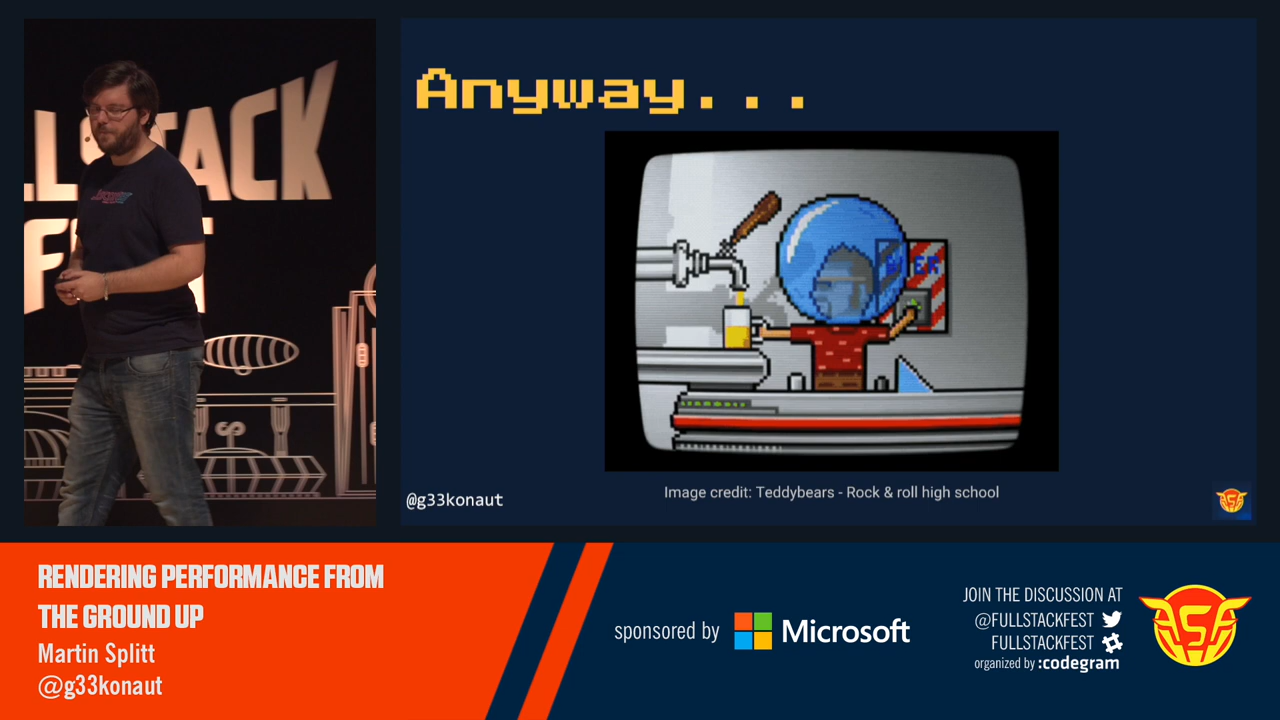 LLSTACK
Anyway...
@g33konaut
Image credit: Teddybears - Rock & roll high school
RENDERING PERFORMANCE FROM
THE GROUND UP
Martin Splitt
@g33konaut
sponsored by Microsoft
JOIN THE DISCUSSION AT
@FULLSTACKFEST
FULLSTACKFEST
organized by :codegram